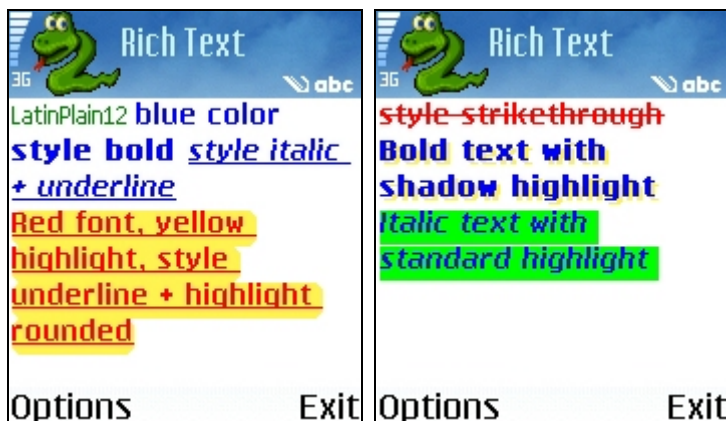 Rich Text
3G
abc
LatinPlain12 blue color
style bold style italic
+ underline
Red font, yellow
highlight, style
underline + highlight
rounded
Options Exit
Rich Text
3G
abc
style strikethrough
Bold text with
shadow highlight
Italic text with
standard highlight
Options Exit